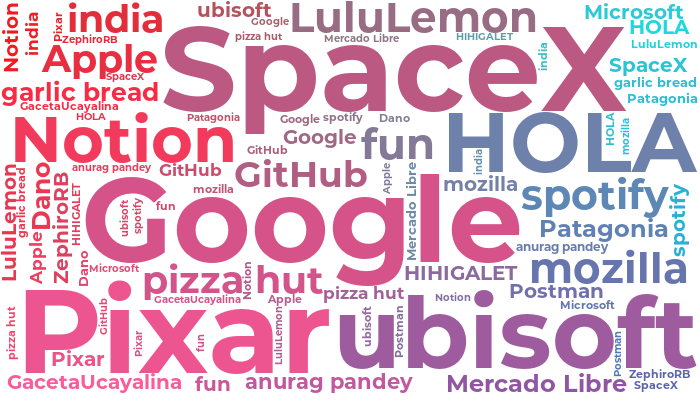 Notion
india
Pixar
india
ZephiroRB
Apple
SpaceX
garlic bread
GacetaUcayalina
HOLA
ubisoft
Google
pizza hut
LuluLemon
Mercado Libre
HIHIGALET
india
Microsoft
HOLA
LuluLemon
SpaceX
garlic bread
Patagonia
SpaceX
Patagonia
Google
spotify
Dano
Notion
GitHub
Google
fun
HOLA
HOLA
mozilla
india
anurag pandey
GitHub
GitHub
mozilla
Apple
Mercado Libre
mozilla
spotify
spotify
LuluLemon
garlic bread
Dano
Apple
ZephiroRB
HIHIGALET
Dano
Google
ubisoft
spotify
fun
Patagonia
anurag pandey
Microsoft
pizza hut
Notion
HIHIGALET
mozilla
GacetaUcayalina
Apple
pizza hut
Notion
Postman
Microsoft
pizza hut
Pixar
GitHub
Pixar
Pixar
fun
LuluLemon
ubisoft
Postman
ubisoft
Postman
GacetaUcayalina
fun
anurag pandey
Mercado Libre
ZephiroRB
SpaceX